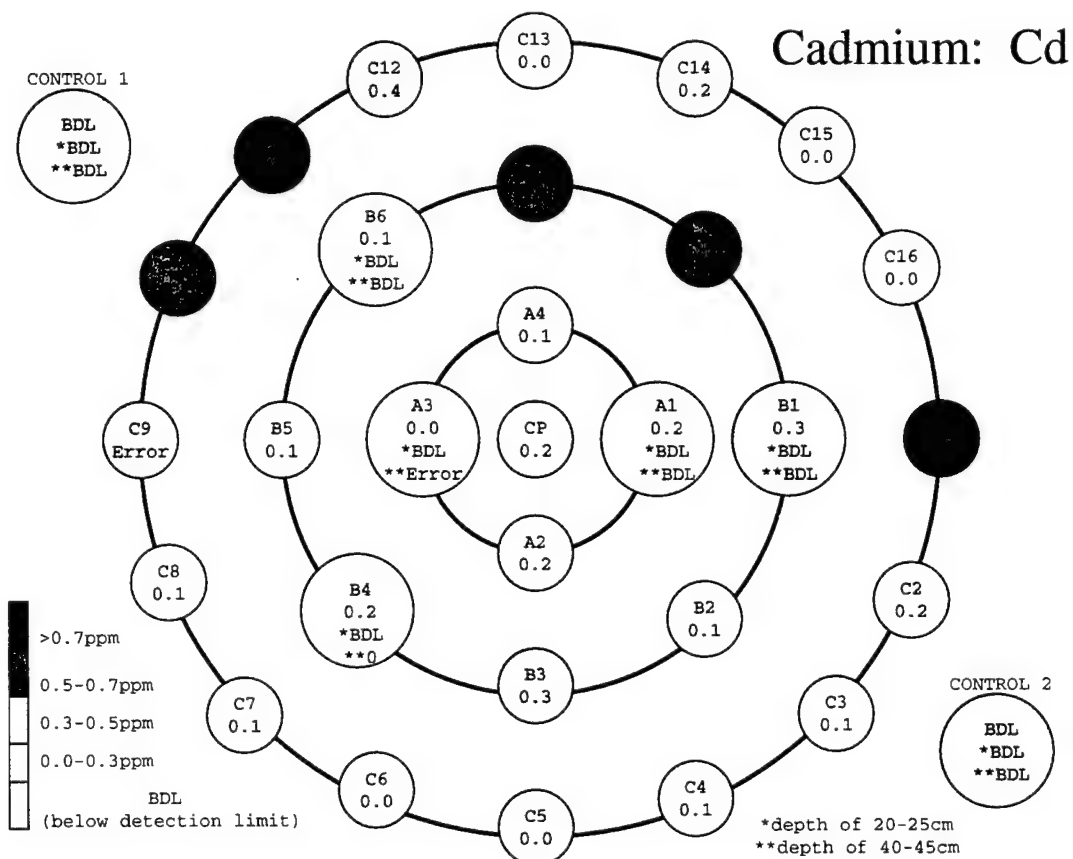 Cadmium: Cd
CONTROL 1
BDL
*BDL
**BDL
C13
0.0
C12
0.4
C14
0.2
C15
0.0
C16
0.0
B6
0.1
*BDL
**BDL
A4
0.1
A3
0.0
*BDL
**Error
CP
0.2
A1
0.2
*BDL
**BDL
B1
0.3
*BDL
**BDL
C9
Error
B5
0.1
A2
0.2
C8
0.1
B4
0.2
*BDL
**0
B2
0.1
C2
0.2
B3
0.3
C7
0.1
C3
0.1
C6
0.0
C5
0.0
C4
0.1
CONTROL 2
BDL
*BDL
**BDL
>0.7ppm
0.5-0.7ppm
0.3-0.5ppm
0.0-0.3ppm
BDL
(below detection limit)
*depth of 20-25cm
**depth of 40-45cm